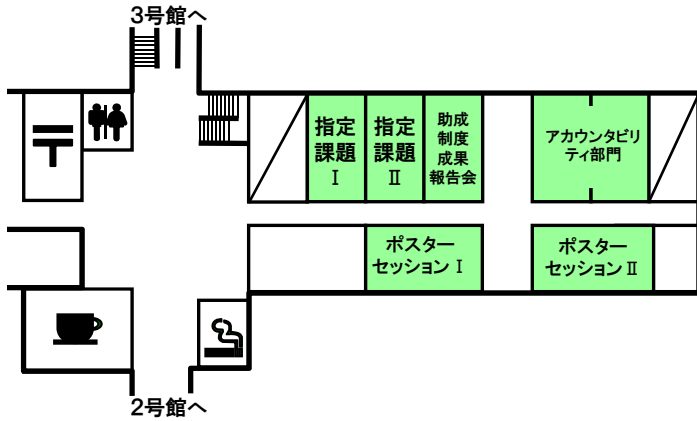 3号館へ
指定
課題
Ⅰ
指定
課題
Ⅱ
助成
制度
成果
報告会
アカウンタビリ
ティ部門
ポスター
セッションⅠ
ポスター
セッションⅡ
2号館へ